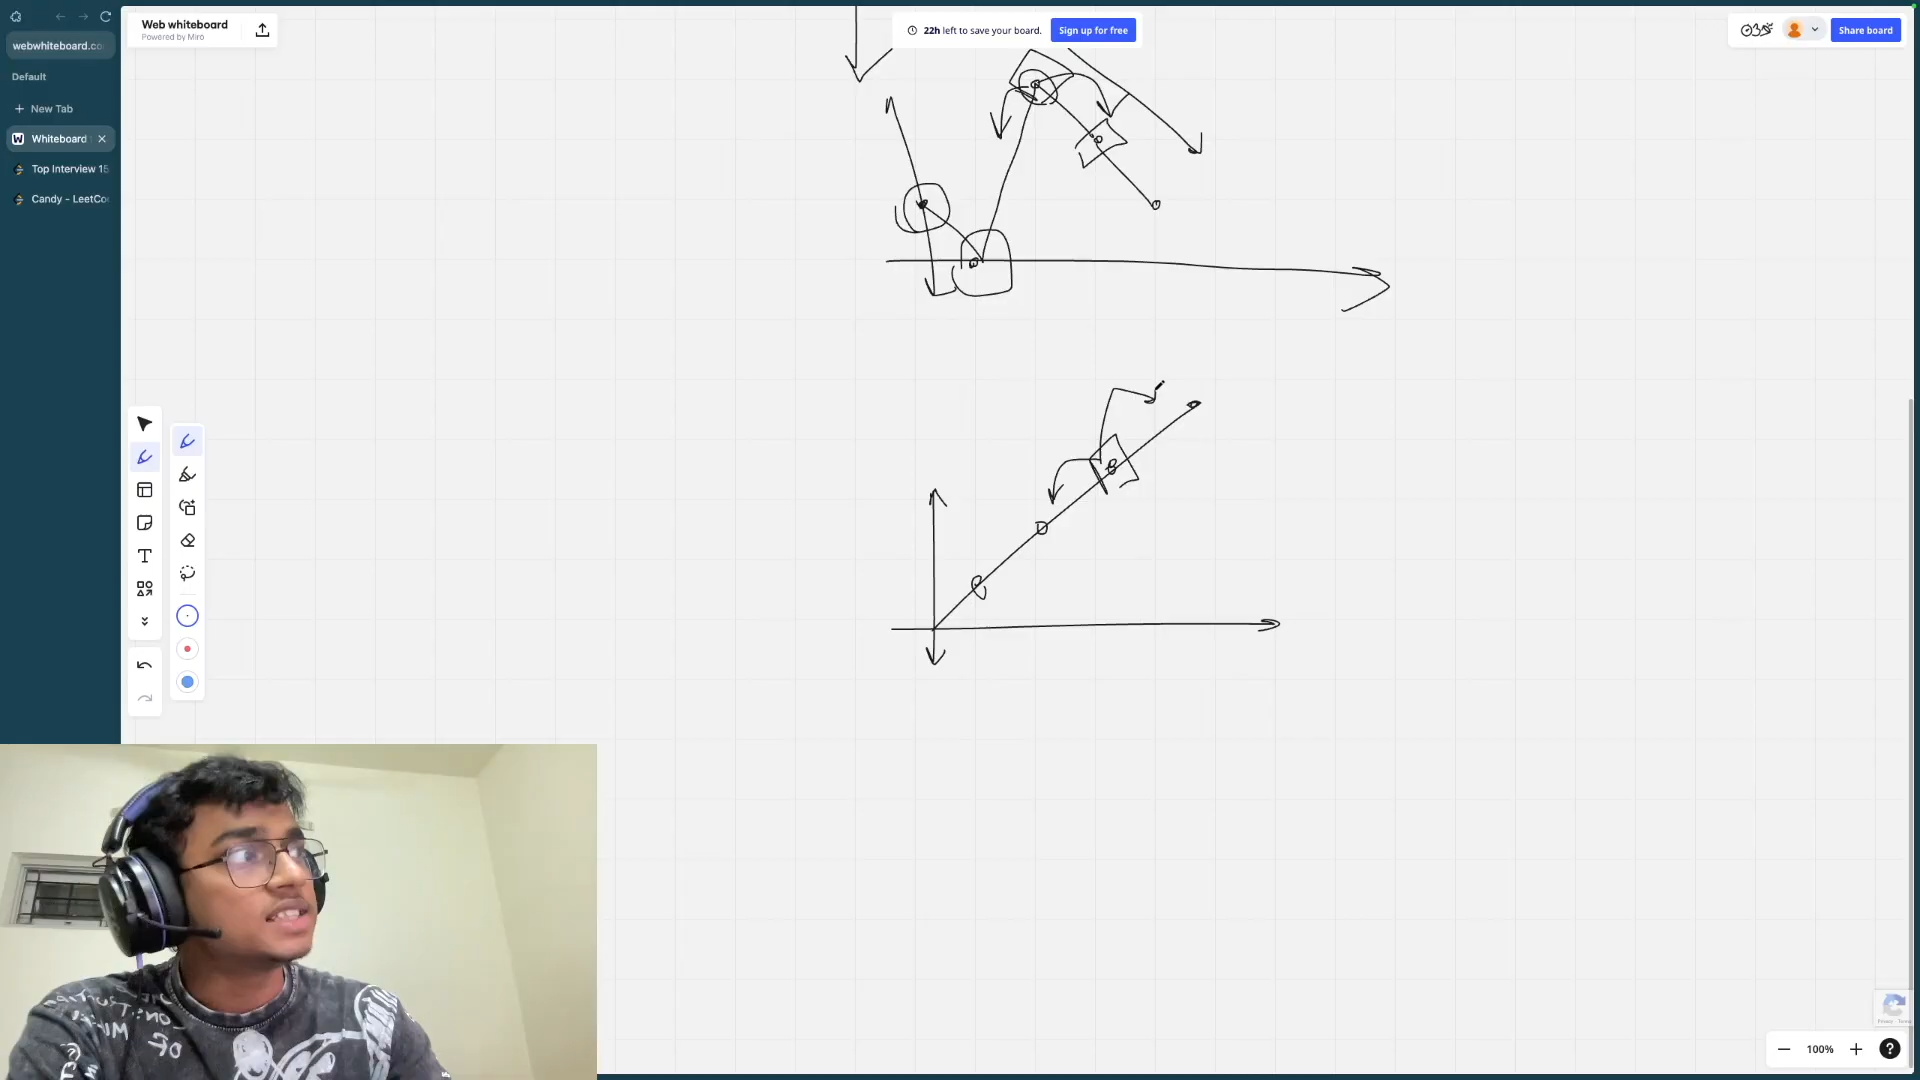 Web whiteboard
Powered by Miro
22h left to save your board.
Sign up for free
Share board
webwhiteboard.co
Default
New Tab
Whiteboard
Top Interview 15
Candy - LeetCo
T
B
100%
?